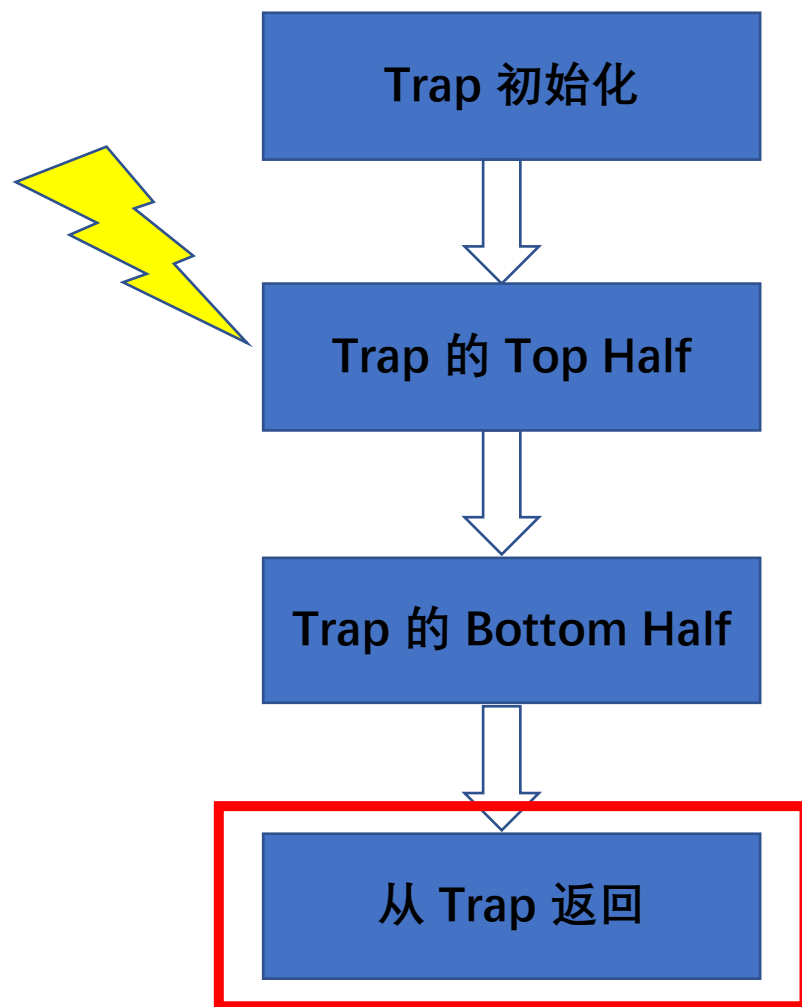 Trap 初始化
Trap 的 Top Half
Trap 的 Bottom Half
从 Trap 返回